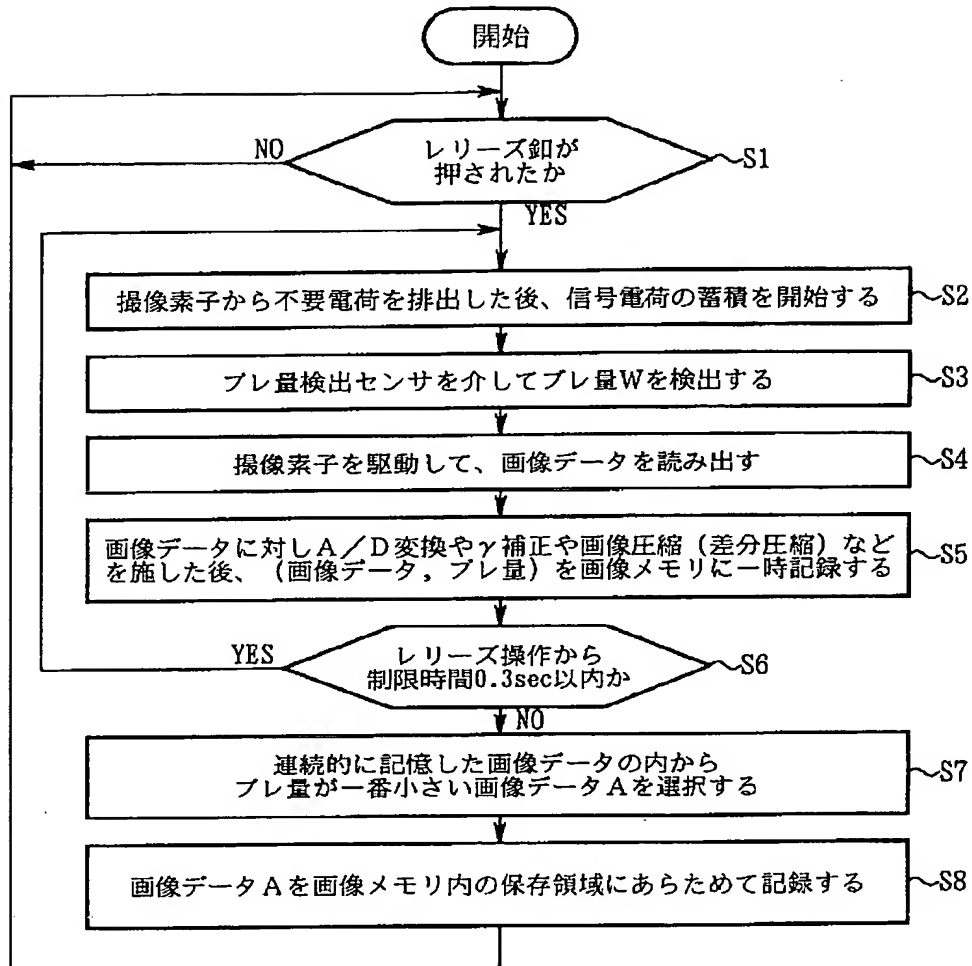 開始
レリーズ釦が
押されたか
NO
S1
YES
撮像素子から不要電荷を排出した後、信号電荷の蓄積を開始する
S2
ブレ量検出センサを介してブレ量Wを検出する
S3
撮像素子を駆動して、画像データを読み出す
S4
画像データに対しA／D変換やγ補正や画像圧縮（差分圧縮）など
を施した後、（画像データ，ブレ量）を画像メモリに一時記録する
S5
YES
レリーズ操作から
制限時間0.3sec以内か
S6
NO
連続的に記憶した画像データの内から
ブレ量が一番小さい画像データAを選択する
S7
画像データAを画像メモリ内の保存領域にあらためて記録する
S8